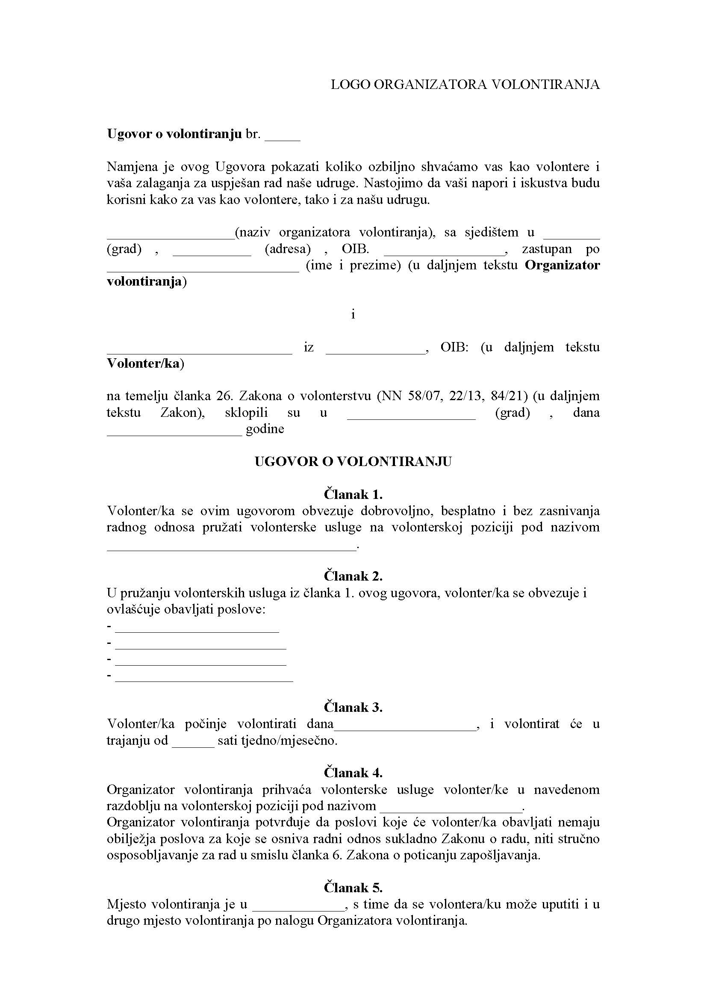 LOGO ORGANIZATORA VOLONTIRANJA
Ugovor o volontiranju br. _____
Namjena je ovog Ugovora pokazati koliko ozbiljno shvaćamo vas kao volontere i
vaša zalaganja za uspješan rad naše udruge. Nastojimo da vaši napori i iskustva budu
korisni kako za vas kao volontere, tako i za našu udrugu.
__________________(naziv organizatora volontiranja), sa sjedištem u ________
(grad) , ___________ (adresa) , OIB. _________________, zastupan po
___________________________ (ime i prezime) (u daljnjem tekstu Organizator
volontiranja)
i
__________________________ iz ______________, OIB: (u daljnjem tekstu
Volonter/ka)
na temelju članka 26. Zakona o volonterstvu (NN 58/07, 22/13, 84/21) (u daljnjem
tekstu Zakon), sklopili su u __________________ (grad) , dana
___________________ godine
UGOVOR O VOLONTIRANJU
Članak 1.
Volonter/ka se ovim ugovorom obvezuje dobrovoljno, besplatno i bez zasnivanja
radnog odnosa pružati volonterske usluge na volonterskoj poziciji pod nazivom
___________________________________.
Članak 2.
U pružanju volonterskih usluga iz članka 1. ovog ugovora, volonter/ka se obvezuje i
ovlašćuje obavljati poslove:
- _______________________
- ________________________
- ________________________
- _________________________
Članak 3.
Volonter/ka počinje volontirati dana____________________, i volontirat će u
trajanju od ______ sati tjedno/mjesečno.
Članak 4.
Organizator volontiranja prihvaća volonterske usluge volonter/ke u navedenom
razdoblju na volonterskoj poziciji pod nazivom ____________________.
Organizator volontiranja potvrđuje da poslovi koje će volonter/ka obavljati nemaju
obilježja poslova za koje se osniva radni odnos sukladno Zakonu o radu, niti stručno
osposobljavanje za rad u smislu članka 6. Zakona o poticanju zapošljavanja.
Članak 5.
Mjesto volontiranja je u _____________, s time da se volontera/ku može uputiti i u
drugo mjesto volontiranja po nalogu Organizatora volontiranja.